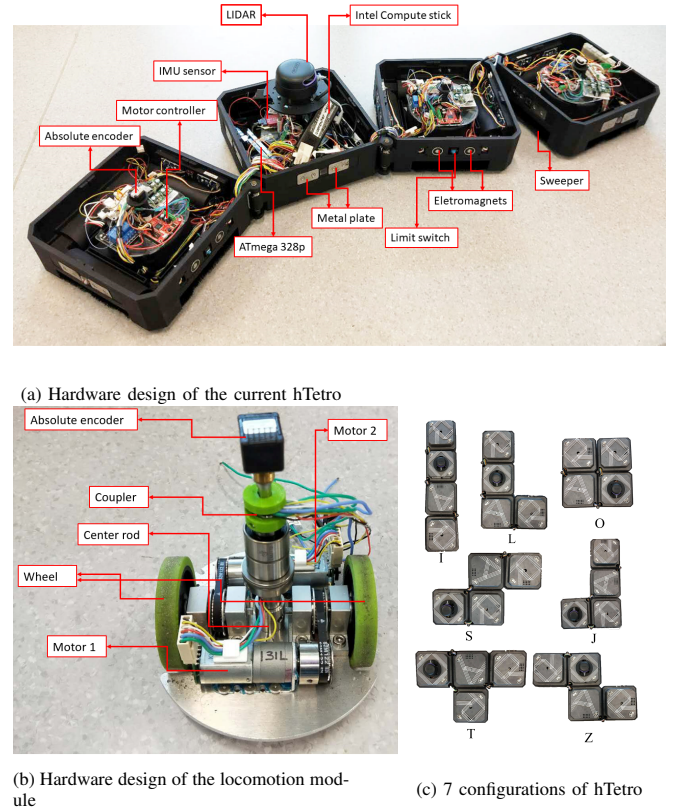 LIDAR
Intel Compute stick
IMU sensor
Motor controller
Absolute encoder
Sweeper
Metal plate
Eletromagnets
ATmega 328p
Limit switch
(a) Hardware design of the current hTetro
Absolute encoder
Motor 2
Coupler
Center rod
Wheel
Motor 1
131L
I
L
O
S
J
T
Z
(b) Hardware design of the locomotion mod-
ule
(c) 7 configurations of hTetro